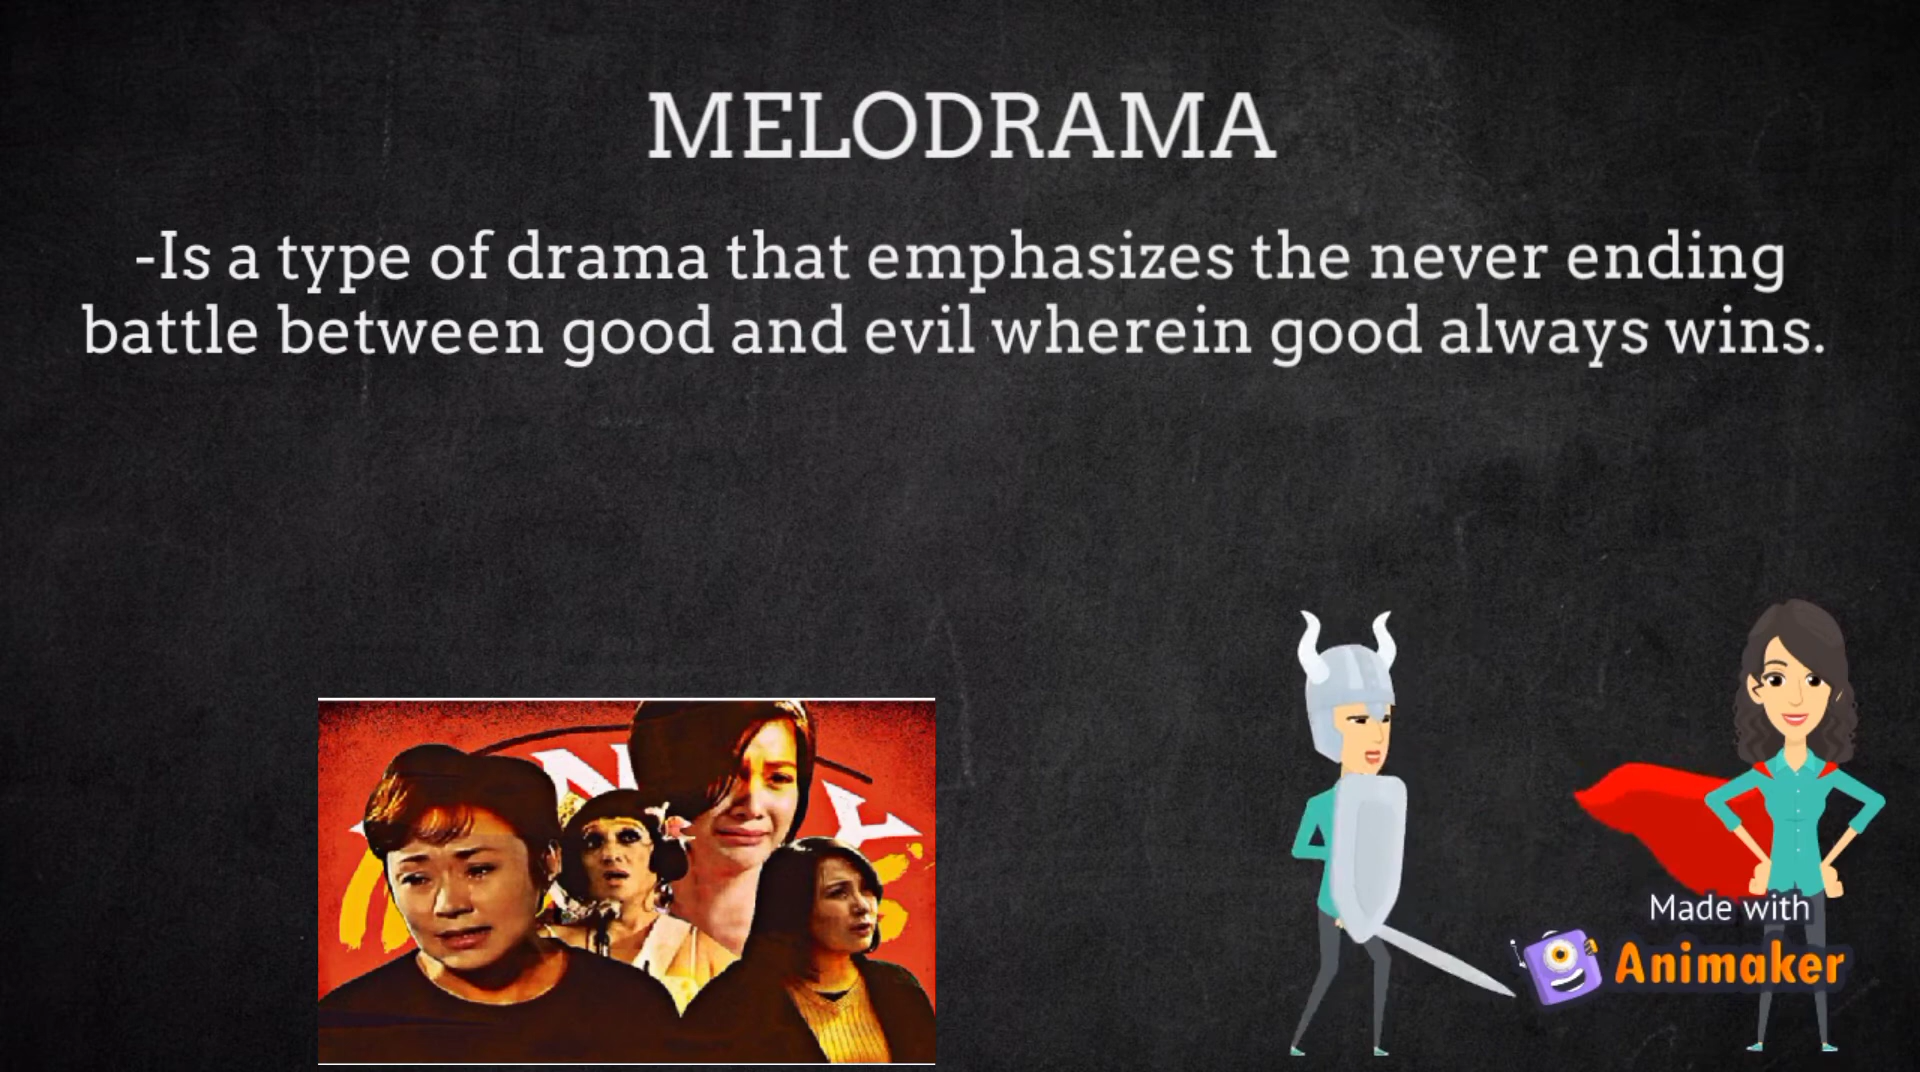 MELODRAMA
-Is a type of drama that emphasizes the never ending
battle between good and evil wherein good always wins.
Made with
Animaker